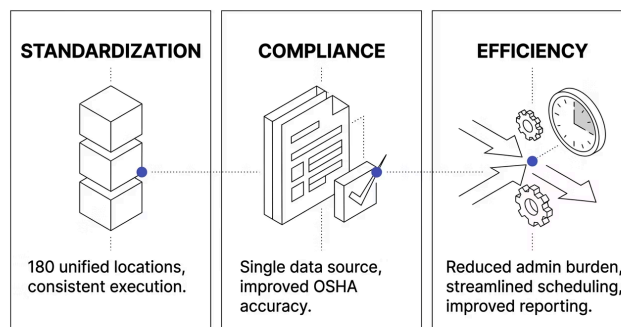 STANDARDIZATION
180 unified locations,
consistent execution.
COMPLIANCE
Single data source,
improved OSHA
accuracy.
EFFICIENCY
Reduced admin burden,
streamlined scheduling,
improved reporting.